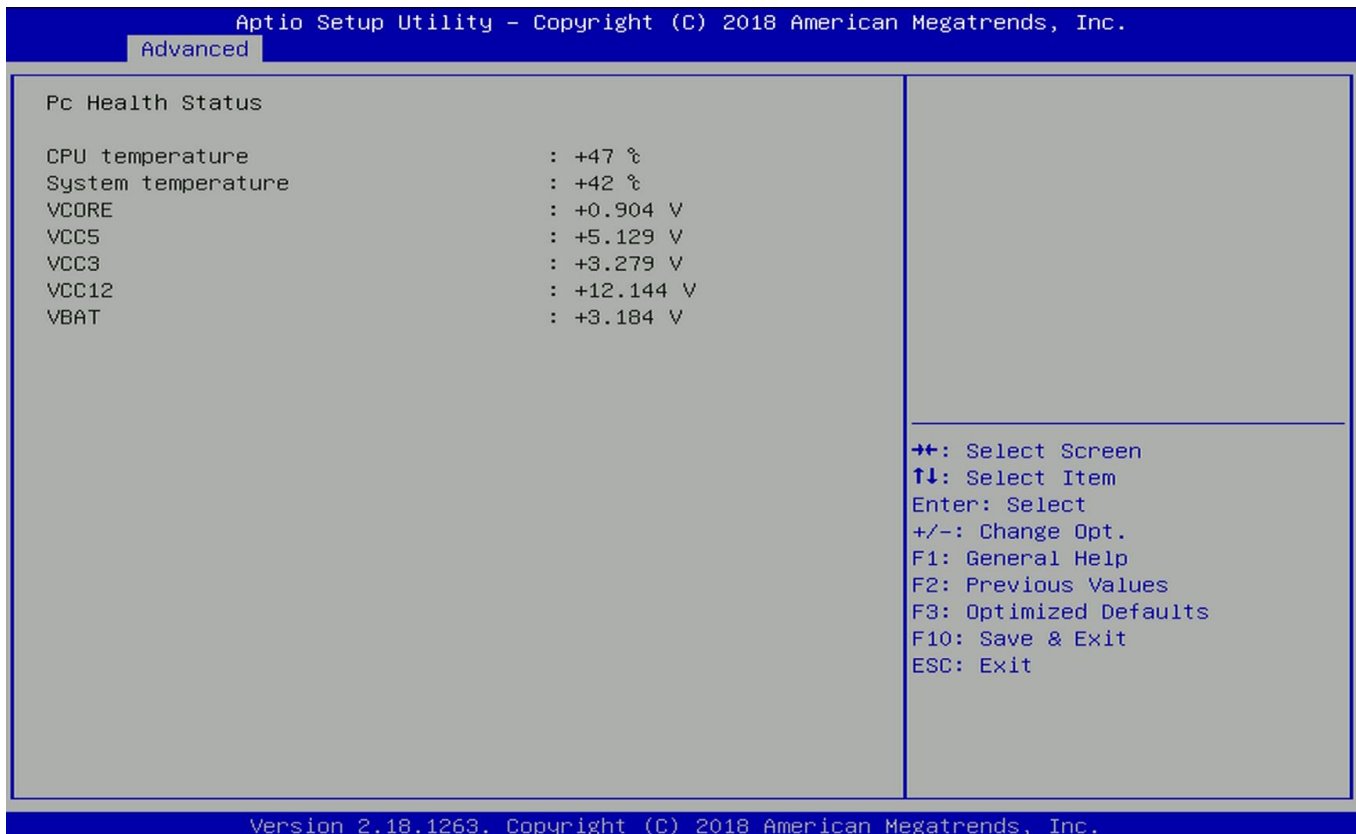 Aptio Setup Utility – Copyright (C) 2018 American Megatrends, Inc.
Advanced
Pc Health Status
CPU temperature : +47 ℃
System temperature : +42 ℃
VCORE : +0.904 V
VCC5 : +5.129 V
VCC3 : +3.279 V
VCC12 : +12.144 V
VBAT : +3.184 V
→←: Select Screen
↑↓: Select Item
Enter: Select
+/-: Change Opt.
F1: General Help
F2: Previous Values
F3: Optimized Defaults
F10: Save & Exit
ESC: Exit
Version 2.18.1263. Copyright (C) 2018 American Megatrends, Inc.